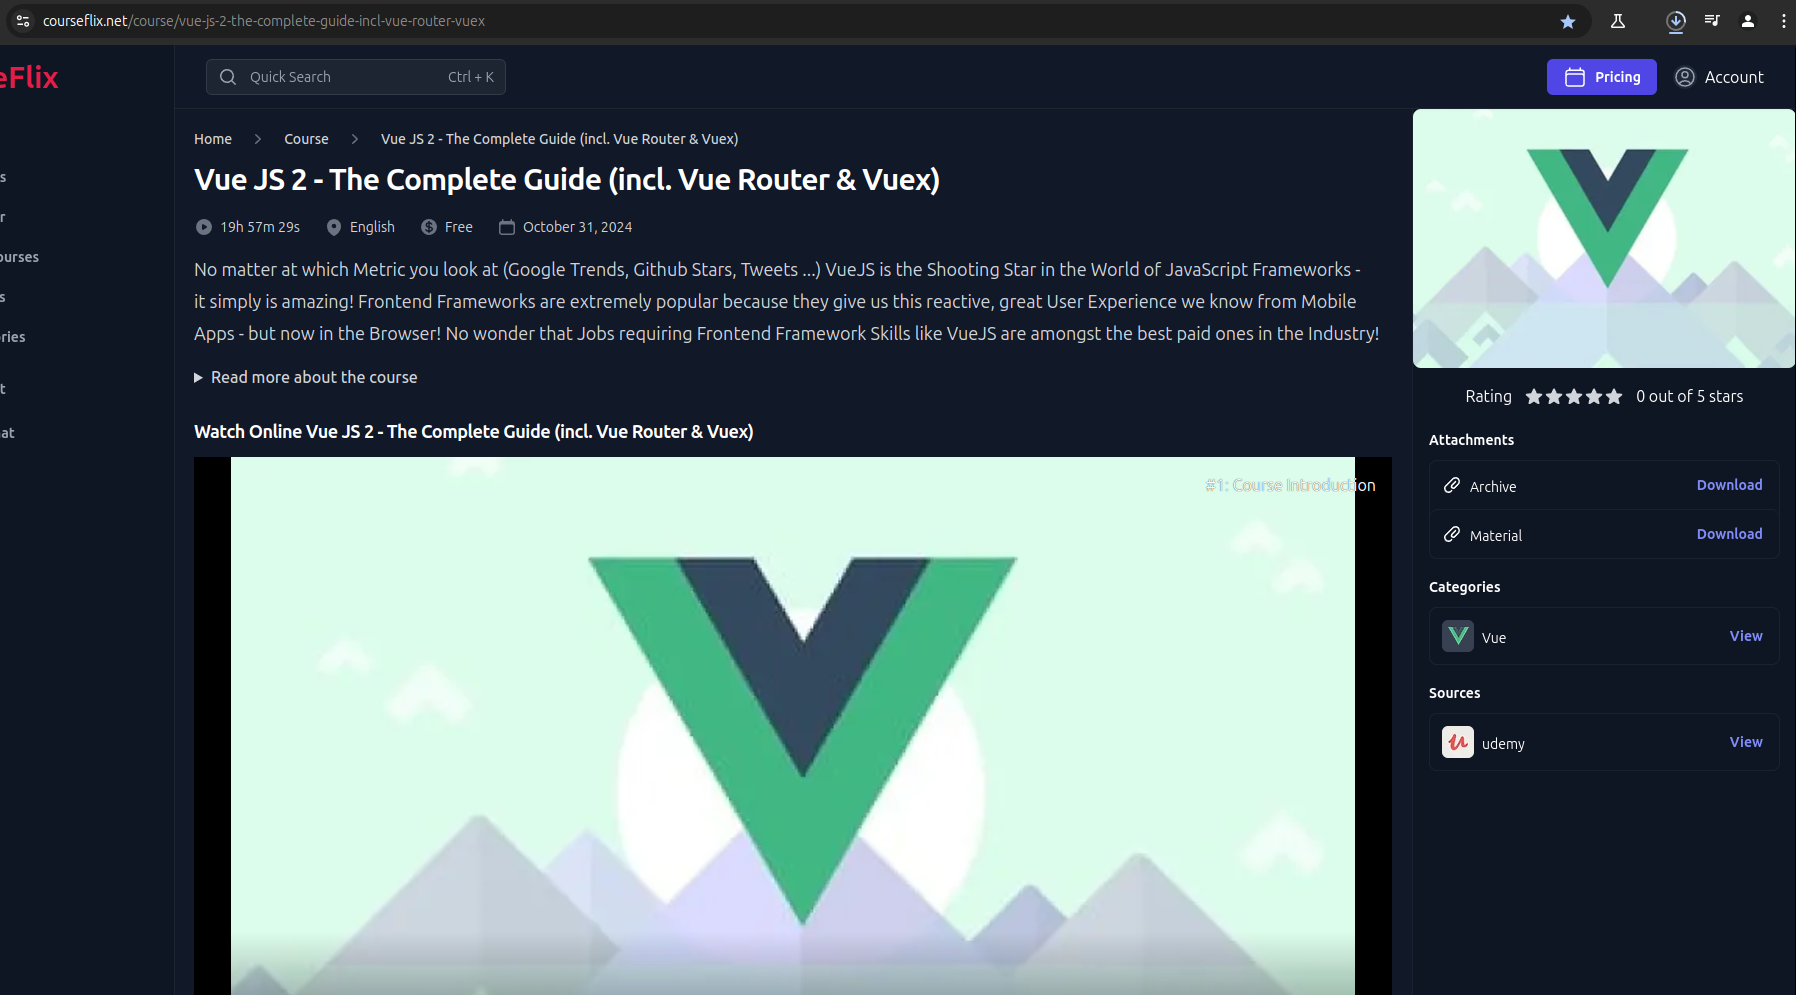 courseflix.net/course/vue-js-2-the-complete-guide-incl-vue-router-vuex
eFlix
Quick Search Ctrl + K
Pricing
Account
s
r
ourses
s
ries
t
at
Home
Course
Vue JS 2 - The Complete Guide (incl. Vue Router & Vuex)
Vue JS 2 - The Complete Guide (incl. Vue Router & Vuex)
19h 57m 29s English Free October 31, 2024
No matter at which Metric you look at (Google Trends, Github Stars, Tweets ...) VueJS is the Shooting Star in the World of JavaScript Frameworks -
it simply is amazing! Frontend Frameworks are extremely popular because they give us this reactive, great User Experience we know from Mobile
Apps - but now in the Browser! No wonder that Jobs requiring Frontend Framework Skills like VueJS are amongst the best paid ones in the Industry!
Read more about the course
Watch Online Vue JS 2 - The Complete Guide (incl. Vue Router & Vuex)
#1: Course Introduction
Rating 0 out of 5 stars
Attachments
Archive Download
Material Download
Categories
Vue View
Sources
udemy View